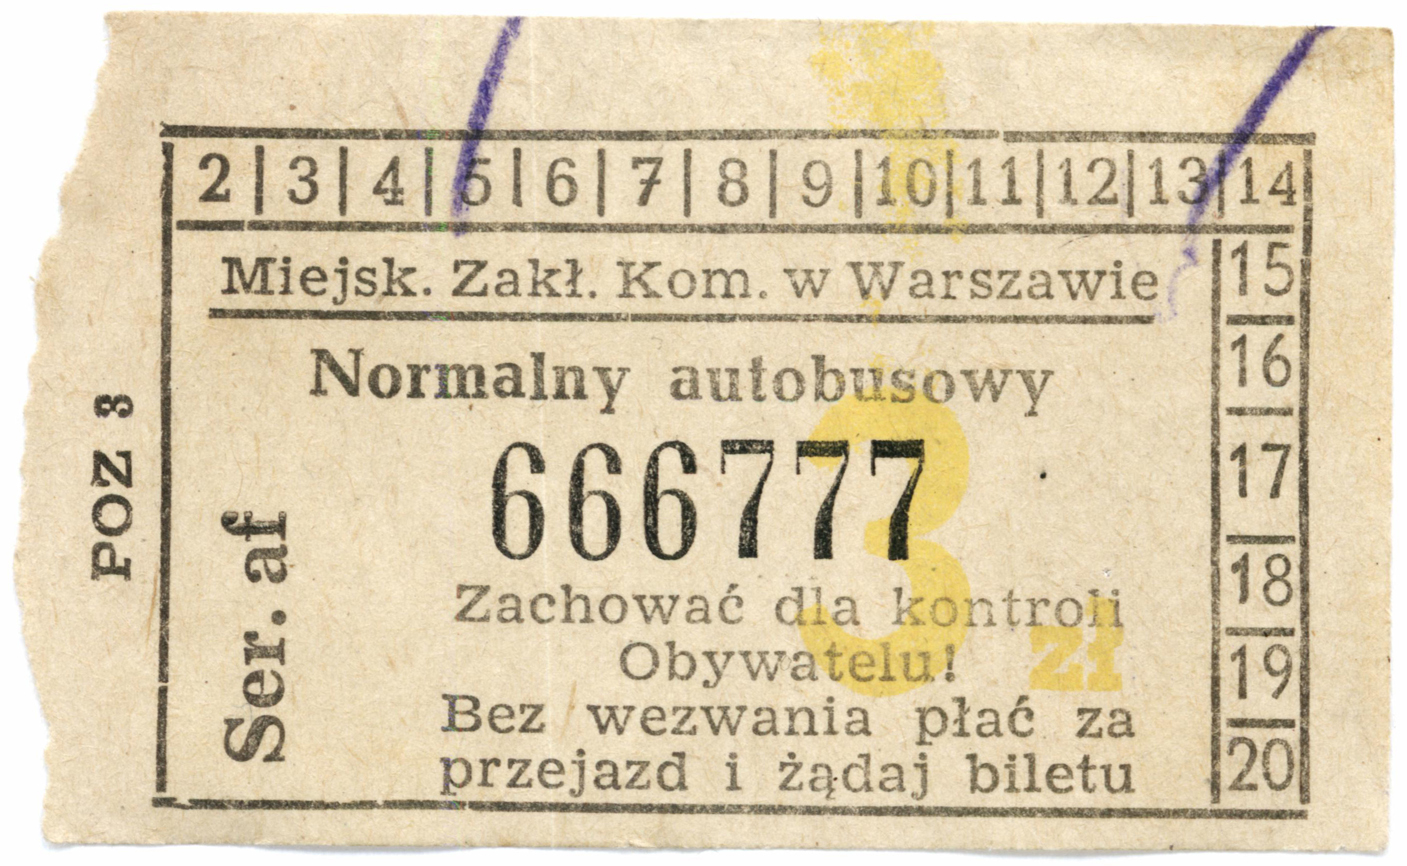 2|3|4|5|6|7|8|9|10|11|12|13|14
15
16
17
18
19
20
Miejsk. Zakł. Kom. w Warszawie
Normalny autobusowy
666777
3 zł
Zachować dla kontroli
Obywatelu!
Bez wezwania płać za
przejazd i żądaj biletu
Ser. af
POZ 3